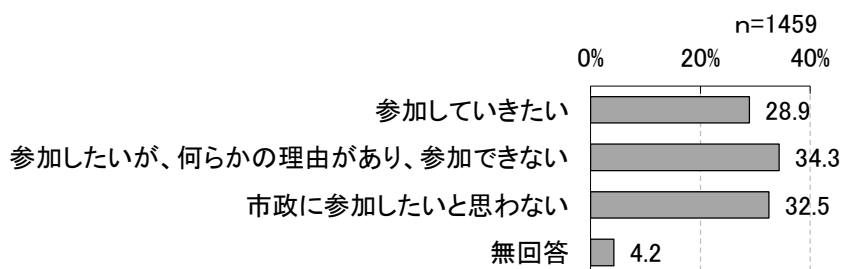 n=1459
0% 20% 40%
参加していきたい 28.9
参加したいが、何らかの理由があり、参加できない 34.3
市政に参加したいと思わない 32.5
無回答 4.2